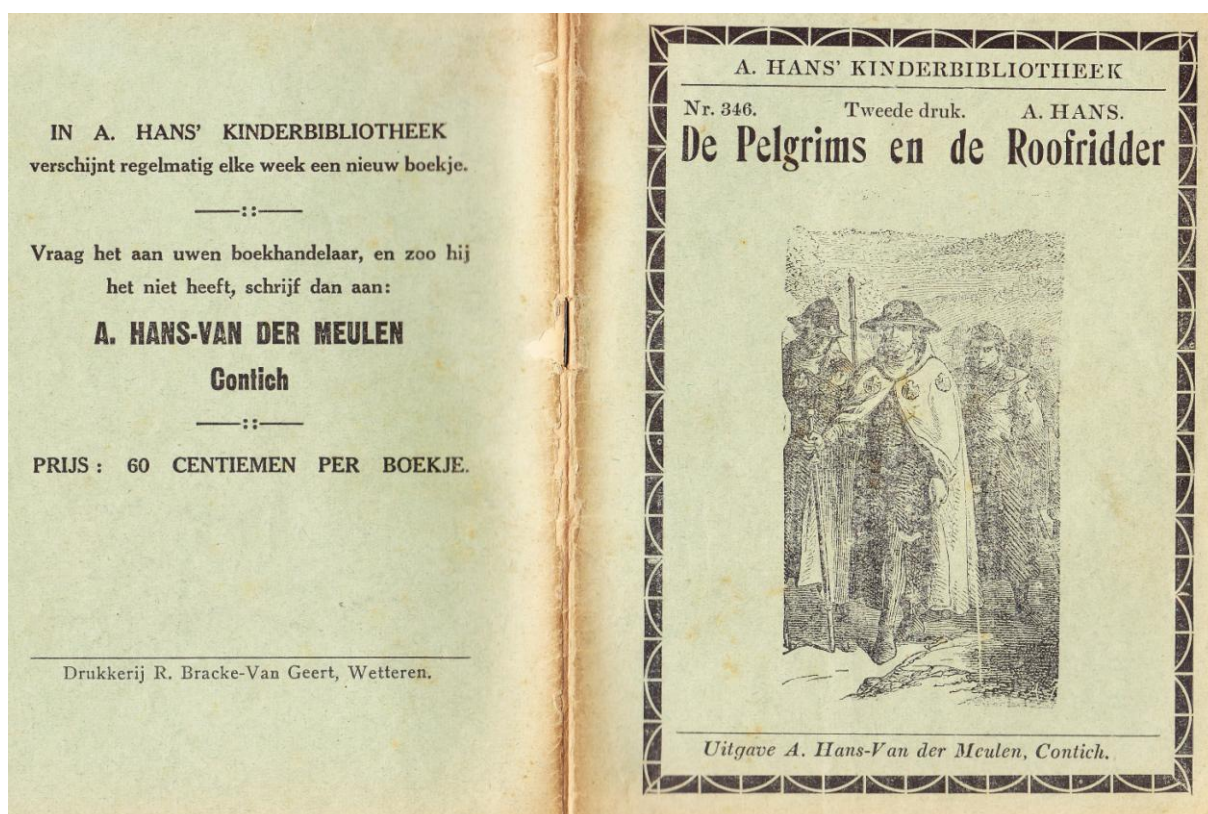 IN A. HANS' KINDERBIBLIOTHEEK
verschijnt regelmatig elke week een nieuw boekje.
Vraag het aan uwen boekhandelaar, en zoo hij
het niet heeft, schrijf dan aan:
A. HANS-VAN DER MEULEN
Contich
PRIJS : 60 CENTIEMEN PER BOEKJE.
Drukkerij R. Bracke-Van Geert, Wetteren.
A. HANS' KINDERBIBLIOTHEEK
Nr. 346. Tweede druk. A. HANS.
De Pelgrims en de Roofridder
Uitgave A. Hans-Van der Meulen, Contich.